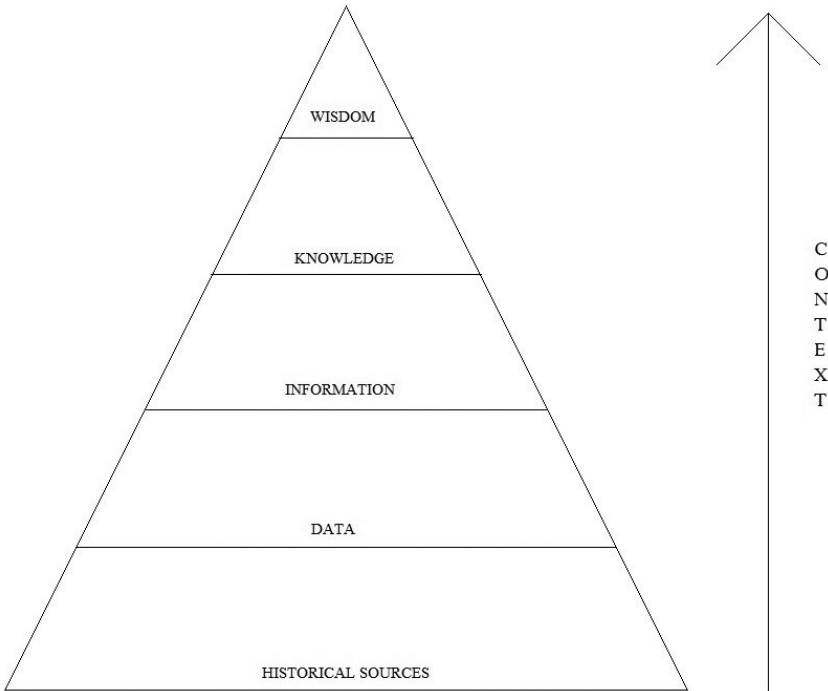 WISDOM
KNOWLEDGE
INFORMATION
DATA
HISTORICAL SOURCES
C
O
N
T
E
X
T